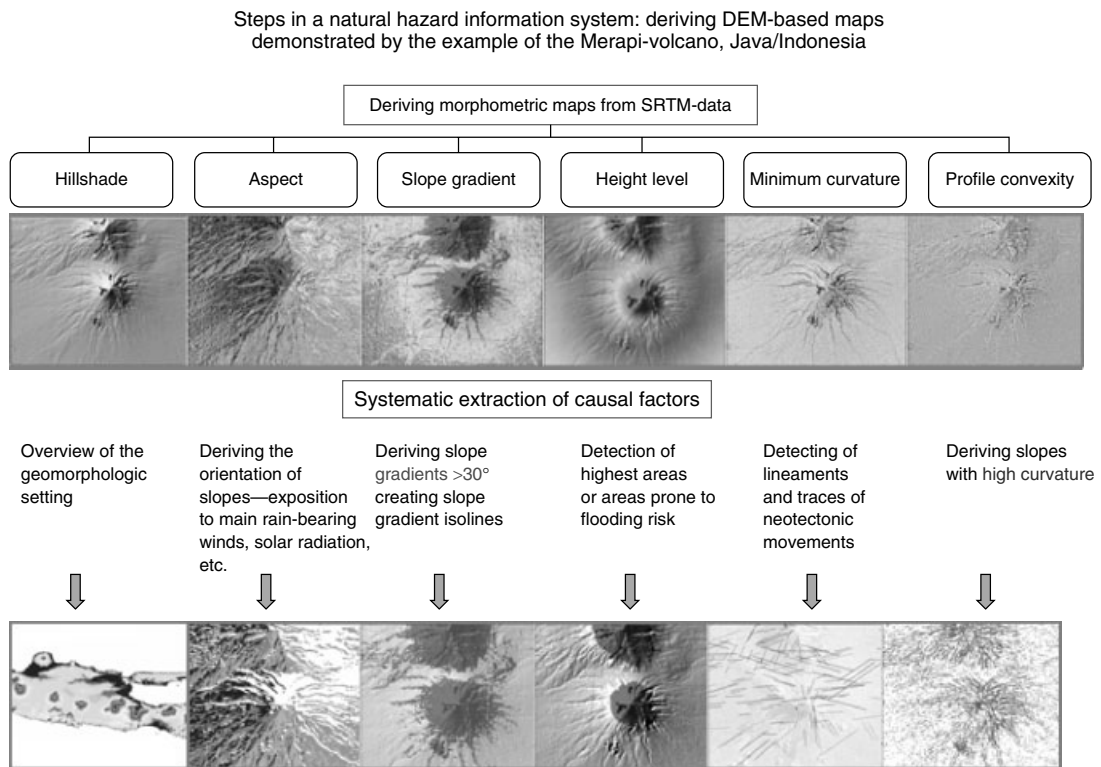 Steps in a natural hazard information system: deriving DEM-based maps
demonstrated by the example of the Merapi-volcano, Java/Indonesia
Deriving morphometric maps from SRTM-data
Hillshade
Aspect
Slope gradient
Height level
Minimum curvature
Profile convexity
Systematic extraction of causal factors
Overview of the
geomorphologic
setting
Deriving the
orientation of
slopes—exposition
to main rain-bearing
winds, solar radiation,
etc.
Deriving slope
gradients >30°
creating slope
gradient isolines
Detection of
highest areas
or areas prone to
flooding risk
Detecting of
lineaments
and traces of
neotectonic
movements
Deriving slopes
with high curvature